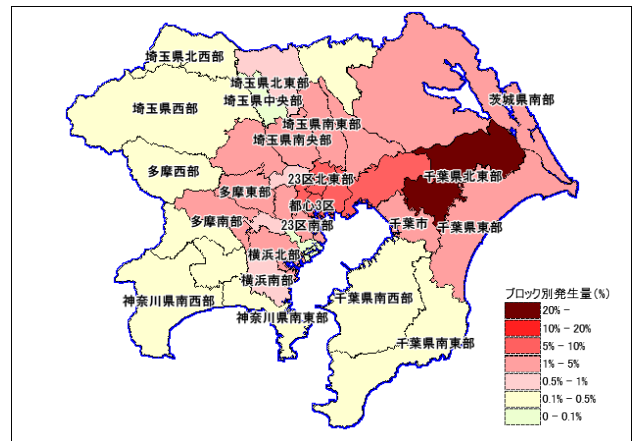 埼玉県北西部
埼玉県北東部
埼玉県中央部
埼玉県西部
茨城県南部
埼玉県南東部
埼玉県南央部
多摩西部
23区北東部
千葉県北東部
多摩東部
都心3区
多摩南部
23区南部
千葉市
千葉県東部
横浜北部
横浜南部
神奈川県南西部
千葉県南西部
神奈川県南東部
千葉県南東部
ブロック別発生量(%)
20% -
10% - 20%
5% - 10%
1% - 5%
0.5% - 1%
0.1% - 0.5%
0 - 0.1%